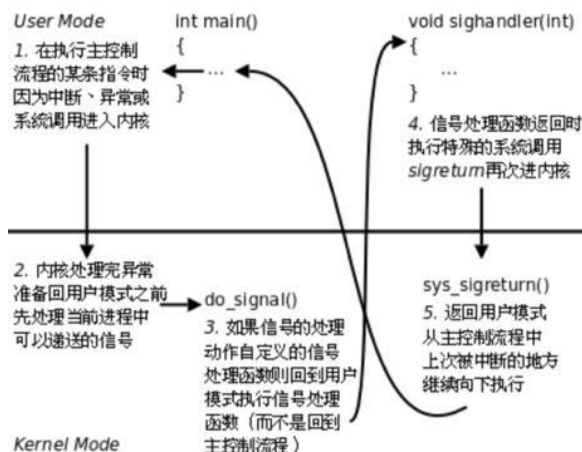 User Mode
int main()
{
...
}
void sighandler(int)
{
...
}
1. 在执行主控制
流程的某条指令时
因为中断、异常或
系统调用进入内核
4. 信号处理函数返回时
执行特殊的系统调用
sigreturn再次进内核
2. 内核处理完异常
准备回用户模式之前
先处理当前进程中
可以递送的信号
do_signal()
3. 如果信号的处理
动作自定义的信号
处理函数则回到用户
模式执行信号处理
函数（而不是回到
主控制流程）
sys_sigreturn()
5. 返回用户模式
从主控制流程中
上次被中断的地方
继续向下执行
Kernel Mode